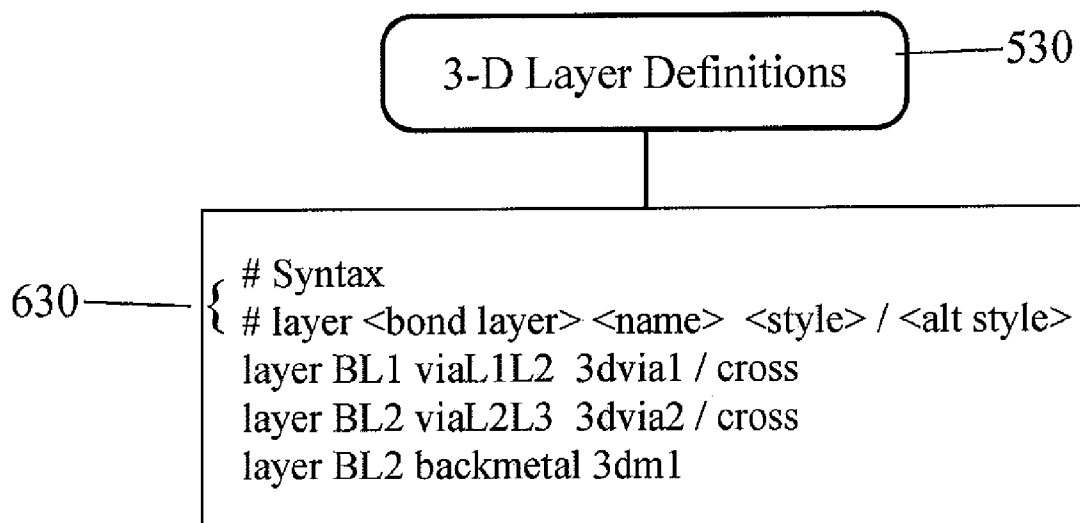 3-D Layer Definitions
530
630
{ # Syntax
# layer <bond layer> <name> <style> / <alt style>
layer BL1 viaL1L2 3dvia1 / cross
layer BL2 viaL2L3 3dvia2 / cross
layer BL2 backmetal 3dm1